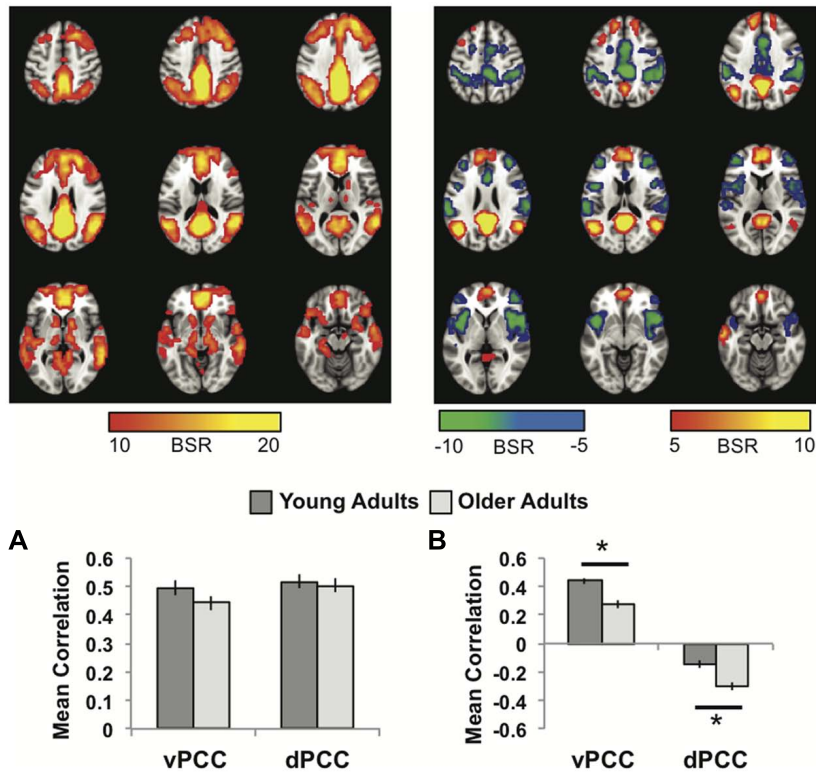 10 BSR 20
-10 BSR -5
5 BSR 10
Young Adults Older Adults
A
0.6
0.5
0.4
0.3
0.2
0.1
0
Mean Correlation
vPCC dPCC
B
0.6
0.4
0.2
0
-0.2
-0.4
-0.6
Mean Correlation
*
*
vPCC dPCC